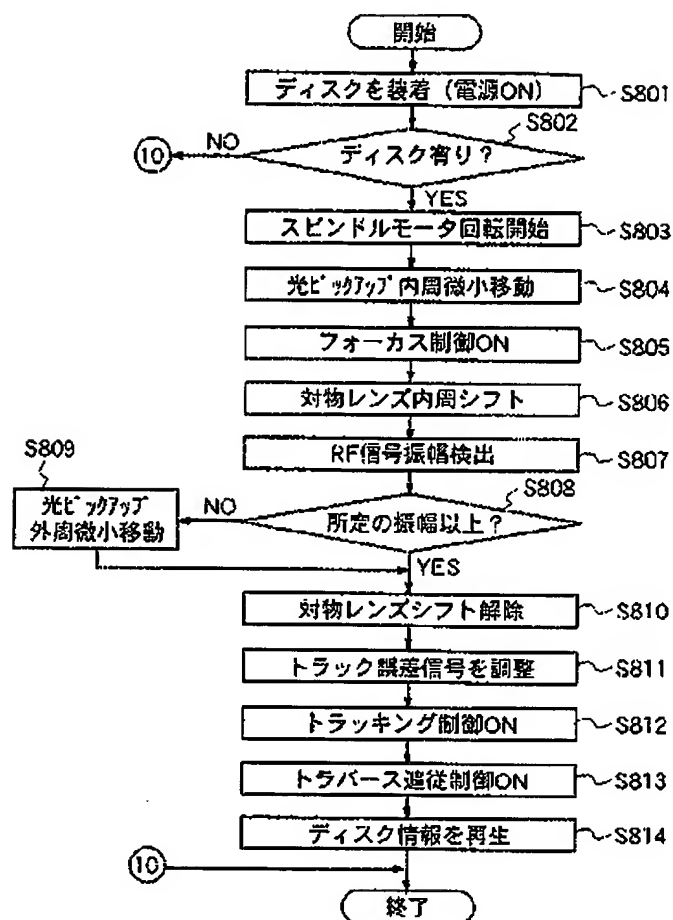 開始
ディスクを装着（電源ON）
S801
S802
NO
10
ディスク有り？
YES
スピンドルモータ回転開始
S803
光ピックアップ内周微小移動
S804
フォーカス制御ON
S805
対物レンズ内周シフト
S806
RF信号振幅検出
S807
S809
S808
光ピックアップ
外周微小移動
NO
所定の振幅以上？
YES
対物レンズシフト解除
S810
トラック誤差信号を調整
S811
トラッキング制御ON
S812
トラバース追従制御ON
S813
ディスク情報を再生
S814
10
終了